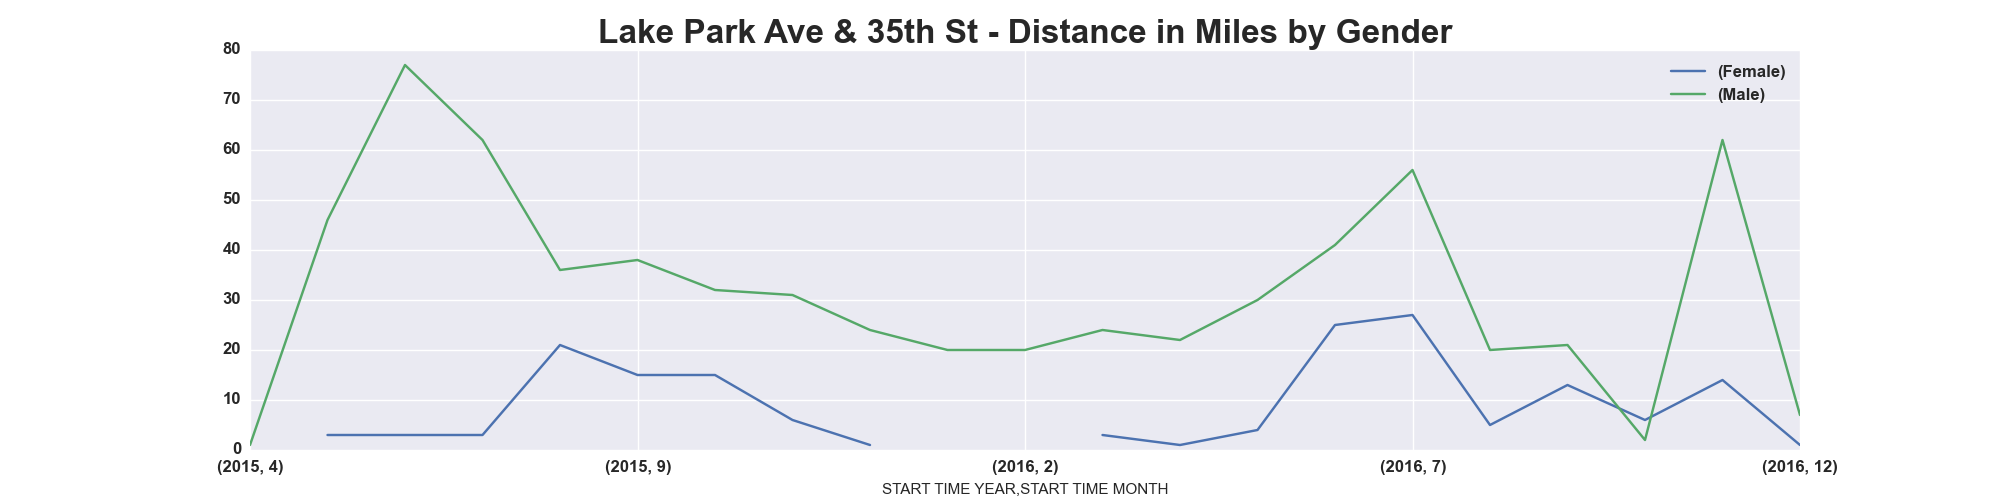 Lake Park Ave & 35th St - Distance in Miles by Gender
80
70
60
50
40
30
20
10
0
(Female)
(Male)
(2015, 4) (2015, 9) (2016, 2) (2016, 7) (2016, 12)
START TIME YEAR,START TIME MONTH